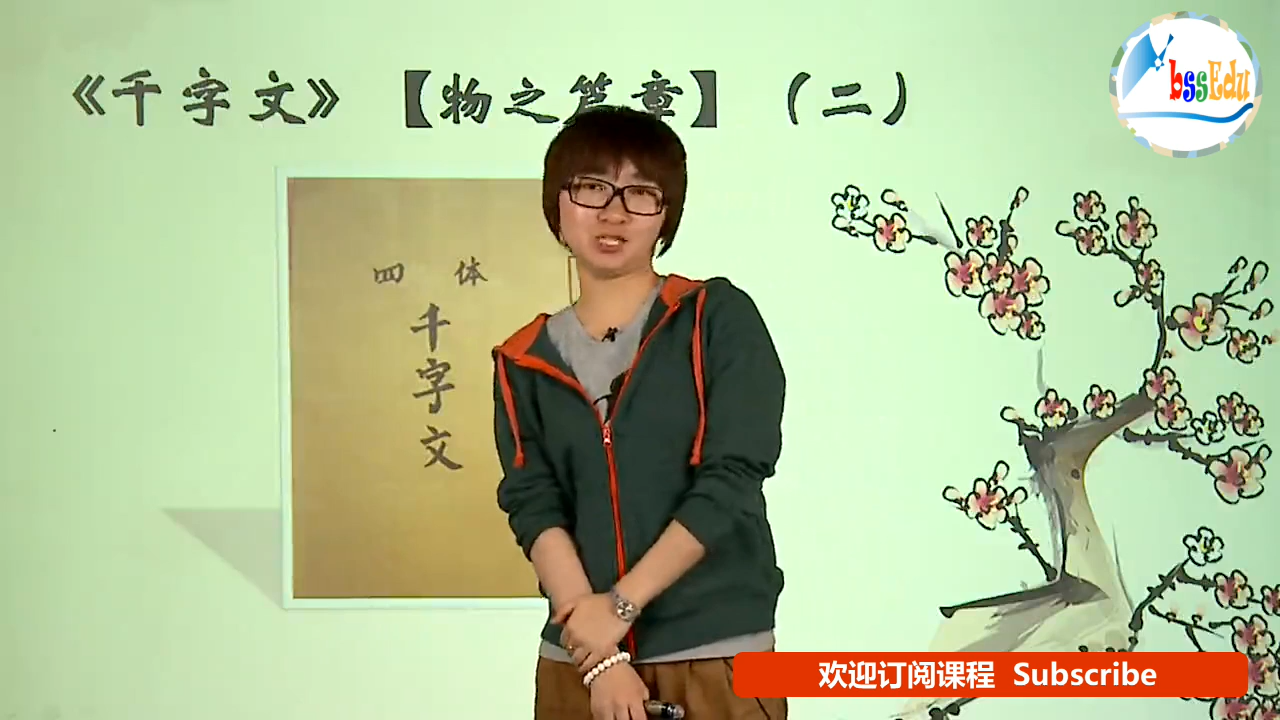 《千字文》【物之篇章】（二）
bssEdu
四 体
千
字
文
欢迎订阅课程 Subscribe